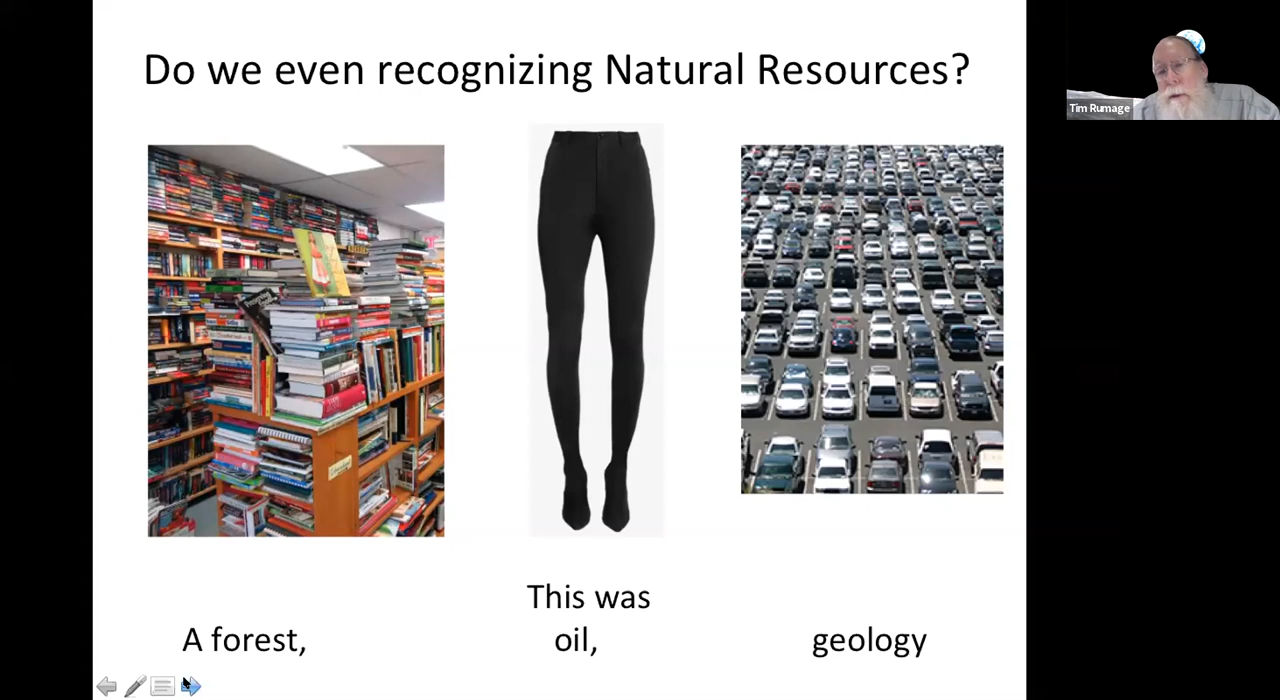 Do we even recognizing Natural Resources?
Tim Rumage
This was
A forest,
oil,
geology